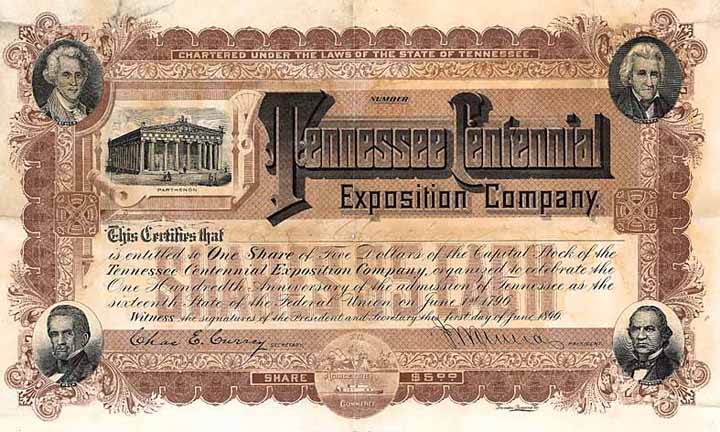 CHARTERED UNDER THE LAWS OF THE STATE OF TENNESSEE
NUMBER
Tennessee Centennial
Exposition Company.
PARTHENON
This Certifies that
is entitled to One Share of Five Dollars of the Capital Stock of the
Tennessee Centennial Exposition Company, organized to celebrate the
One Hundredth Anniversary of the admission of Tennessee as the
sixteenth State of the Federal Union on June 1st 1796
Witness the signatures of the President and Secretary this first day of June 1896
Chas E. Currey SECRETARY. PRESIDENT.
AGRICULTURE
COMMERCE
SHARE $5.00